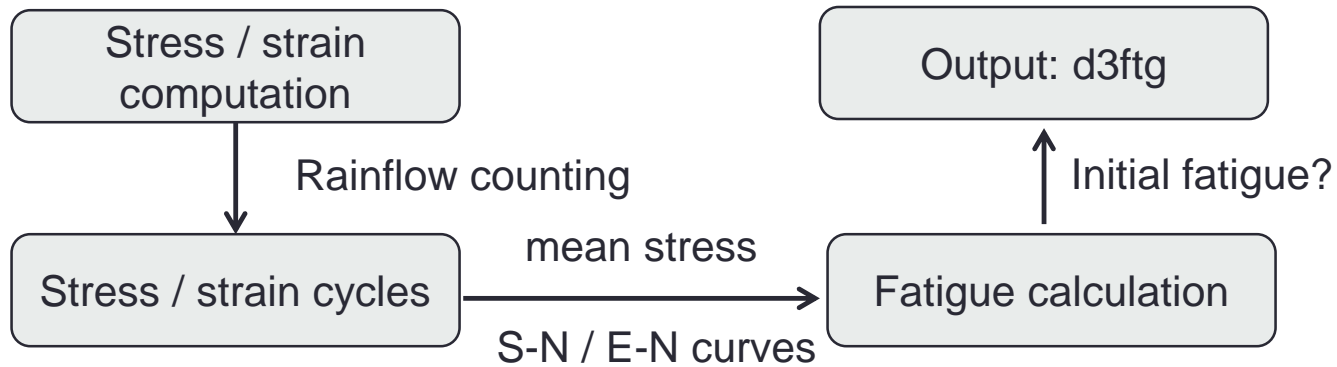 Stress / strain
computation
Output: d3ftg
Rainflow counting
Initial fatigue?
Stress / strain cycles
mean stress
S-N / E-N curves
Fatigue calculation